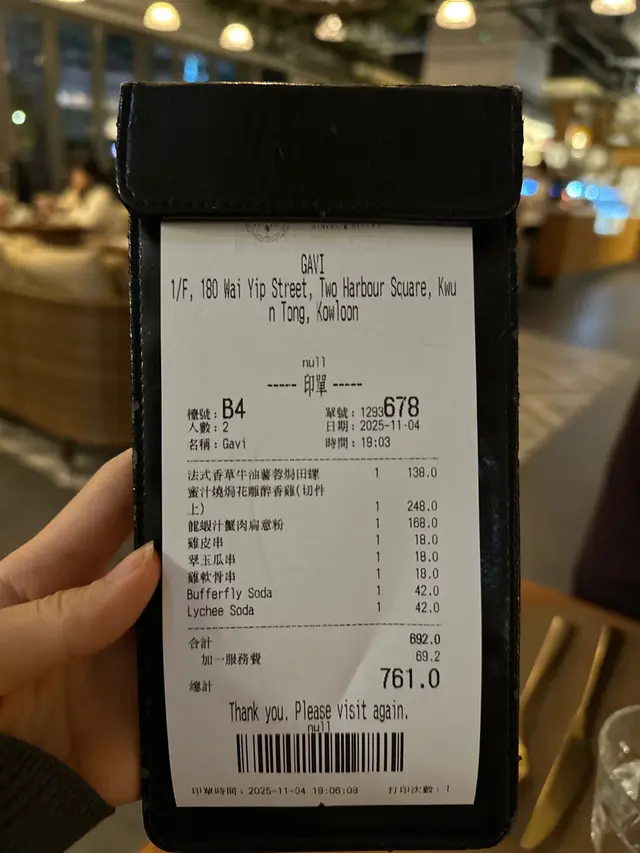 GAVI
1/F, 180 Wai Yip Street, Two Harbour Square, Kwu
n Tong, Kowloon
null
----- 印單 -----
檯號：B4 單號：1293678
人數：2 日期：2025-11-04
名稱：Gavi 時間：19:03
法式香草牛油薯蓉焗田螺 1 138.0
蜜汁燒焗花雕醉香雞(切件
上) 1 248.0
龍蝦汁蟹肉扁意粉 1 168.0
雞皮串 1 18.0
翠玉瓜串 1 18.0
雞軟骨串 1 18.0
Bufferfly Soda 1 42.0
Lychee Soda 1 42.0
合計 692.0
加一服務費 69.2
總計 761.0
Thank you. Please visit again.
null
印單時間：2025-11-04 19:06:08 打印次數：1